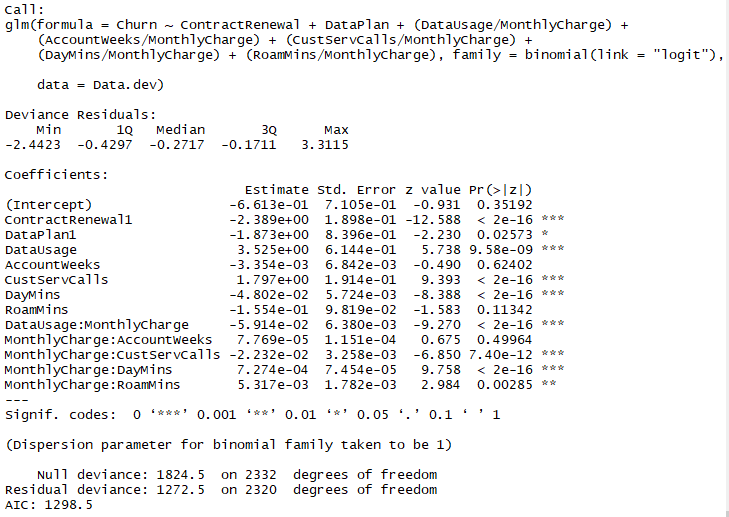 Call:
glm(formula = Churn ~ ContractRenewal + DataPlan + (DataUsage/MonthlyCharge) +
    (AccountWeeks/MonthlyCharge) + (CustServCalls/MonthlyCharge) +
    (DayMins/MonthlyCharge) + (RoamMins/MonthlyCharge), family = binomial(link = "logit"),
    data = Data.dev)
Deviance Residuals:
    Min       1Q   Median       3Q      Max
-2.4423  -0.4297  -0.2717  -0.1711   3.3115
Coefficients:
                              Estimate Std. Error z value Pr(>|z|)
(Intercept)                 -6.613e-01  7.105e-01  -0.931  0.35192
ContractRenewal1            -2.389e+00  1.898e-01 -12.588  < 2e-16 ***
DataPlan1                   -1.873e+00  8.396e-01  -2.230  0.02573 *
DataUsage                    3.525e+00  6.144e-01   5.738 9.58e-09 ***
AccountWeeks                -3.354e-03  6.842e-03  -0.490  0.62402
CustServCalls                1.797e+00  1.914e-01   9.393  < 2e-16 ***
DayMins                     -4.802e-02  5.724e-03  -8.388  < 2e-16 ***
RoamMins                    -1.554e-01  9.819e-02  -1.583  0.11342
DataUsage:MonthlyCharge     -5.914e-02  6.380e-03  -9.270  < 2e-16 ***
MonthlyCharge:AccountWeeks   7.769e-05  1.151e-04   0.675  0.49964
MonthlyCharge:CustServCalls -2.232e-02  3.258e-03  -6.850 7.40e-12 ***
MonthlyCharge:DayMins        7.274e-04  7.454e-05   9.758  < 2e-16 ***
MonthlyCharge:RoamMins       5.317e-03  1.782e-03   2.984  0.00285 **
---
Signif. codes:  0 ‘***’ 0.001 ‘**’ 0.01 ‘*’ 0.05 ‘.’ 0.1 ‘ ’ 1
(Dispersion parameter for binomial family taken to be 1)
    Null deviance: 1824.5  on 2332  degrees of freedom
Residual deviance: 1272.5  on 2320  degrees of freedom
AIC: 1298.5